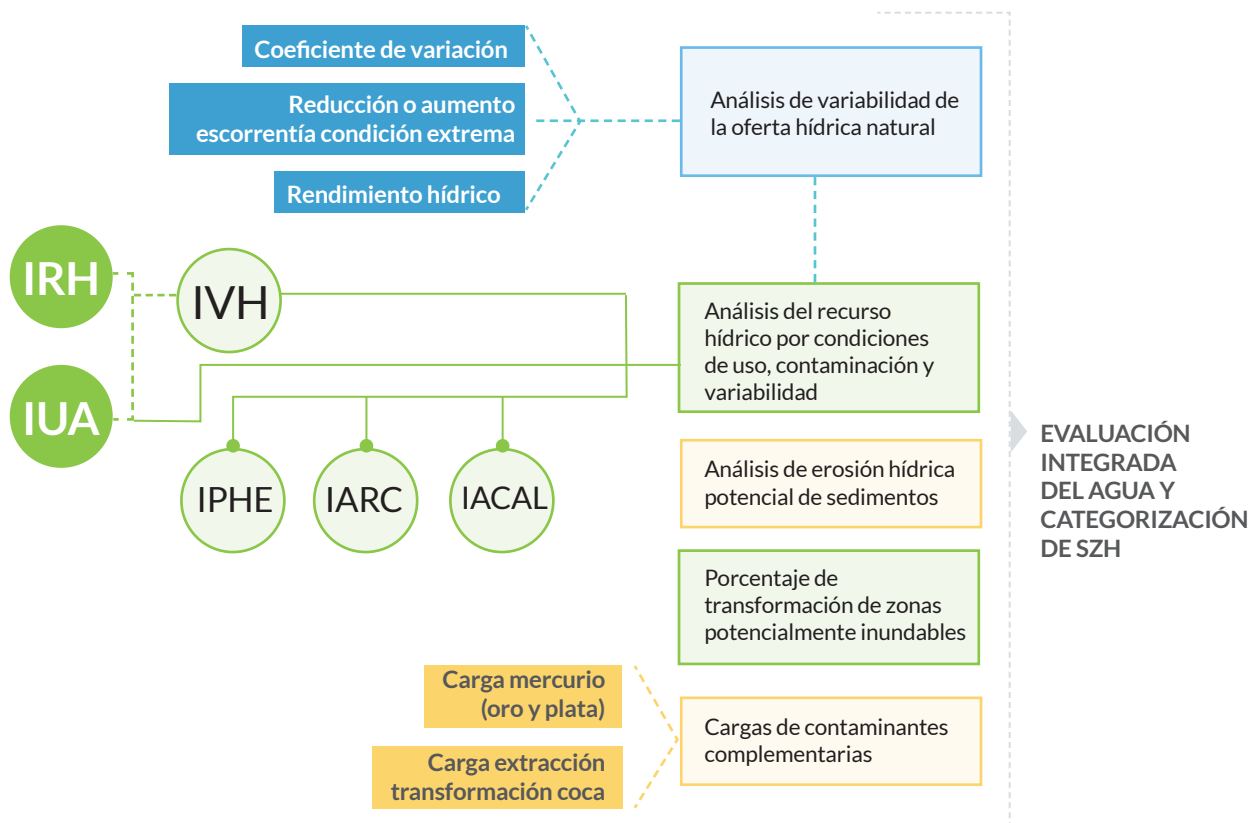 Coeficiente de variación
Reducción o aumento
escorrentía condición extrema
Rendimiento hídrico
Análisis de variabilidad de
la oferta hídrica natural
IRH
IVH
IUA
IPHE
IARC
IACAL
Análisis del recurso
hídrico por condiciones
de uso, contaminación y
variabilidad
Análisis de erosión hídrica
potencial de sedimentos
Porcentaje de
transformación de zonas
potencialmente inundables
Carga mercurio
(oro y plata)
Carga extracción
transformación coca
Cargas de contaminantes
complementarias
EVALUACIÓN
INTEGRADA
DEL AGUA Y
CATEGORIZACIÓN
DE SZH